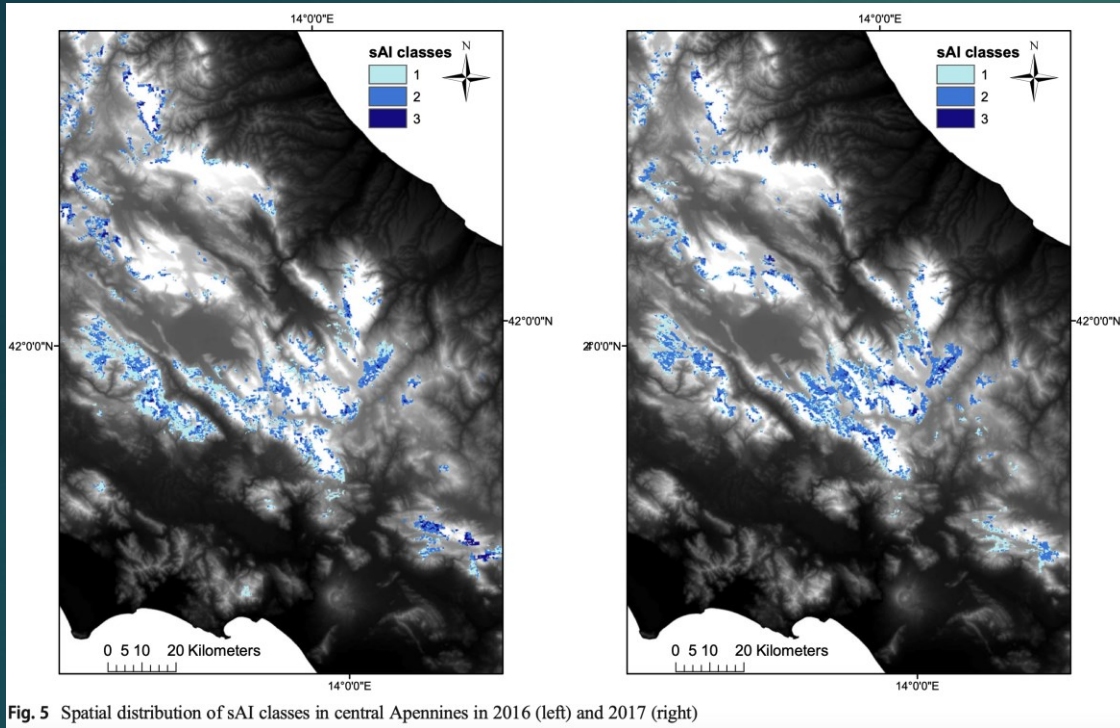 14°0'0"E
sAI classes
N
1
2
3
42°0'0"N
42°0'0"N
0 5 10 20 Kilometers
14°0'0"E
14°0'0"E
sAI classes
N
1
2
3
0'0"N
42°0'0"N
0 5 10 20 Kilometers
14°0'0"E
Fig. 5 Spatial distribution of sAI classes in central Apennines in 2016 (left) and 2017 (right)